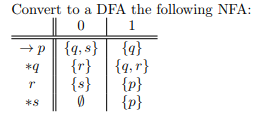 Convert to a DFA the following NFA:
0 1
→ p {q, s} {q}
*q {r} {q, r}
r {s} {p}
*s ∅ {p}